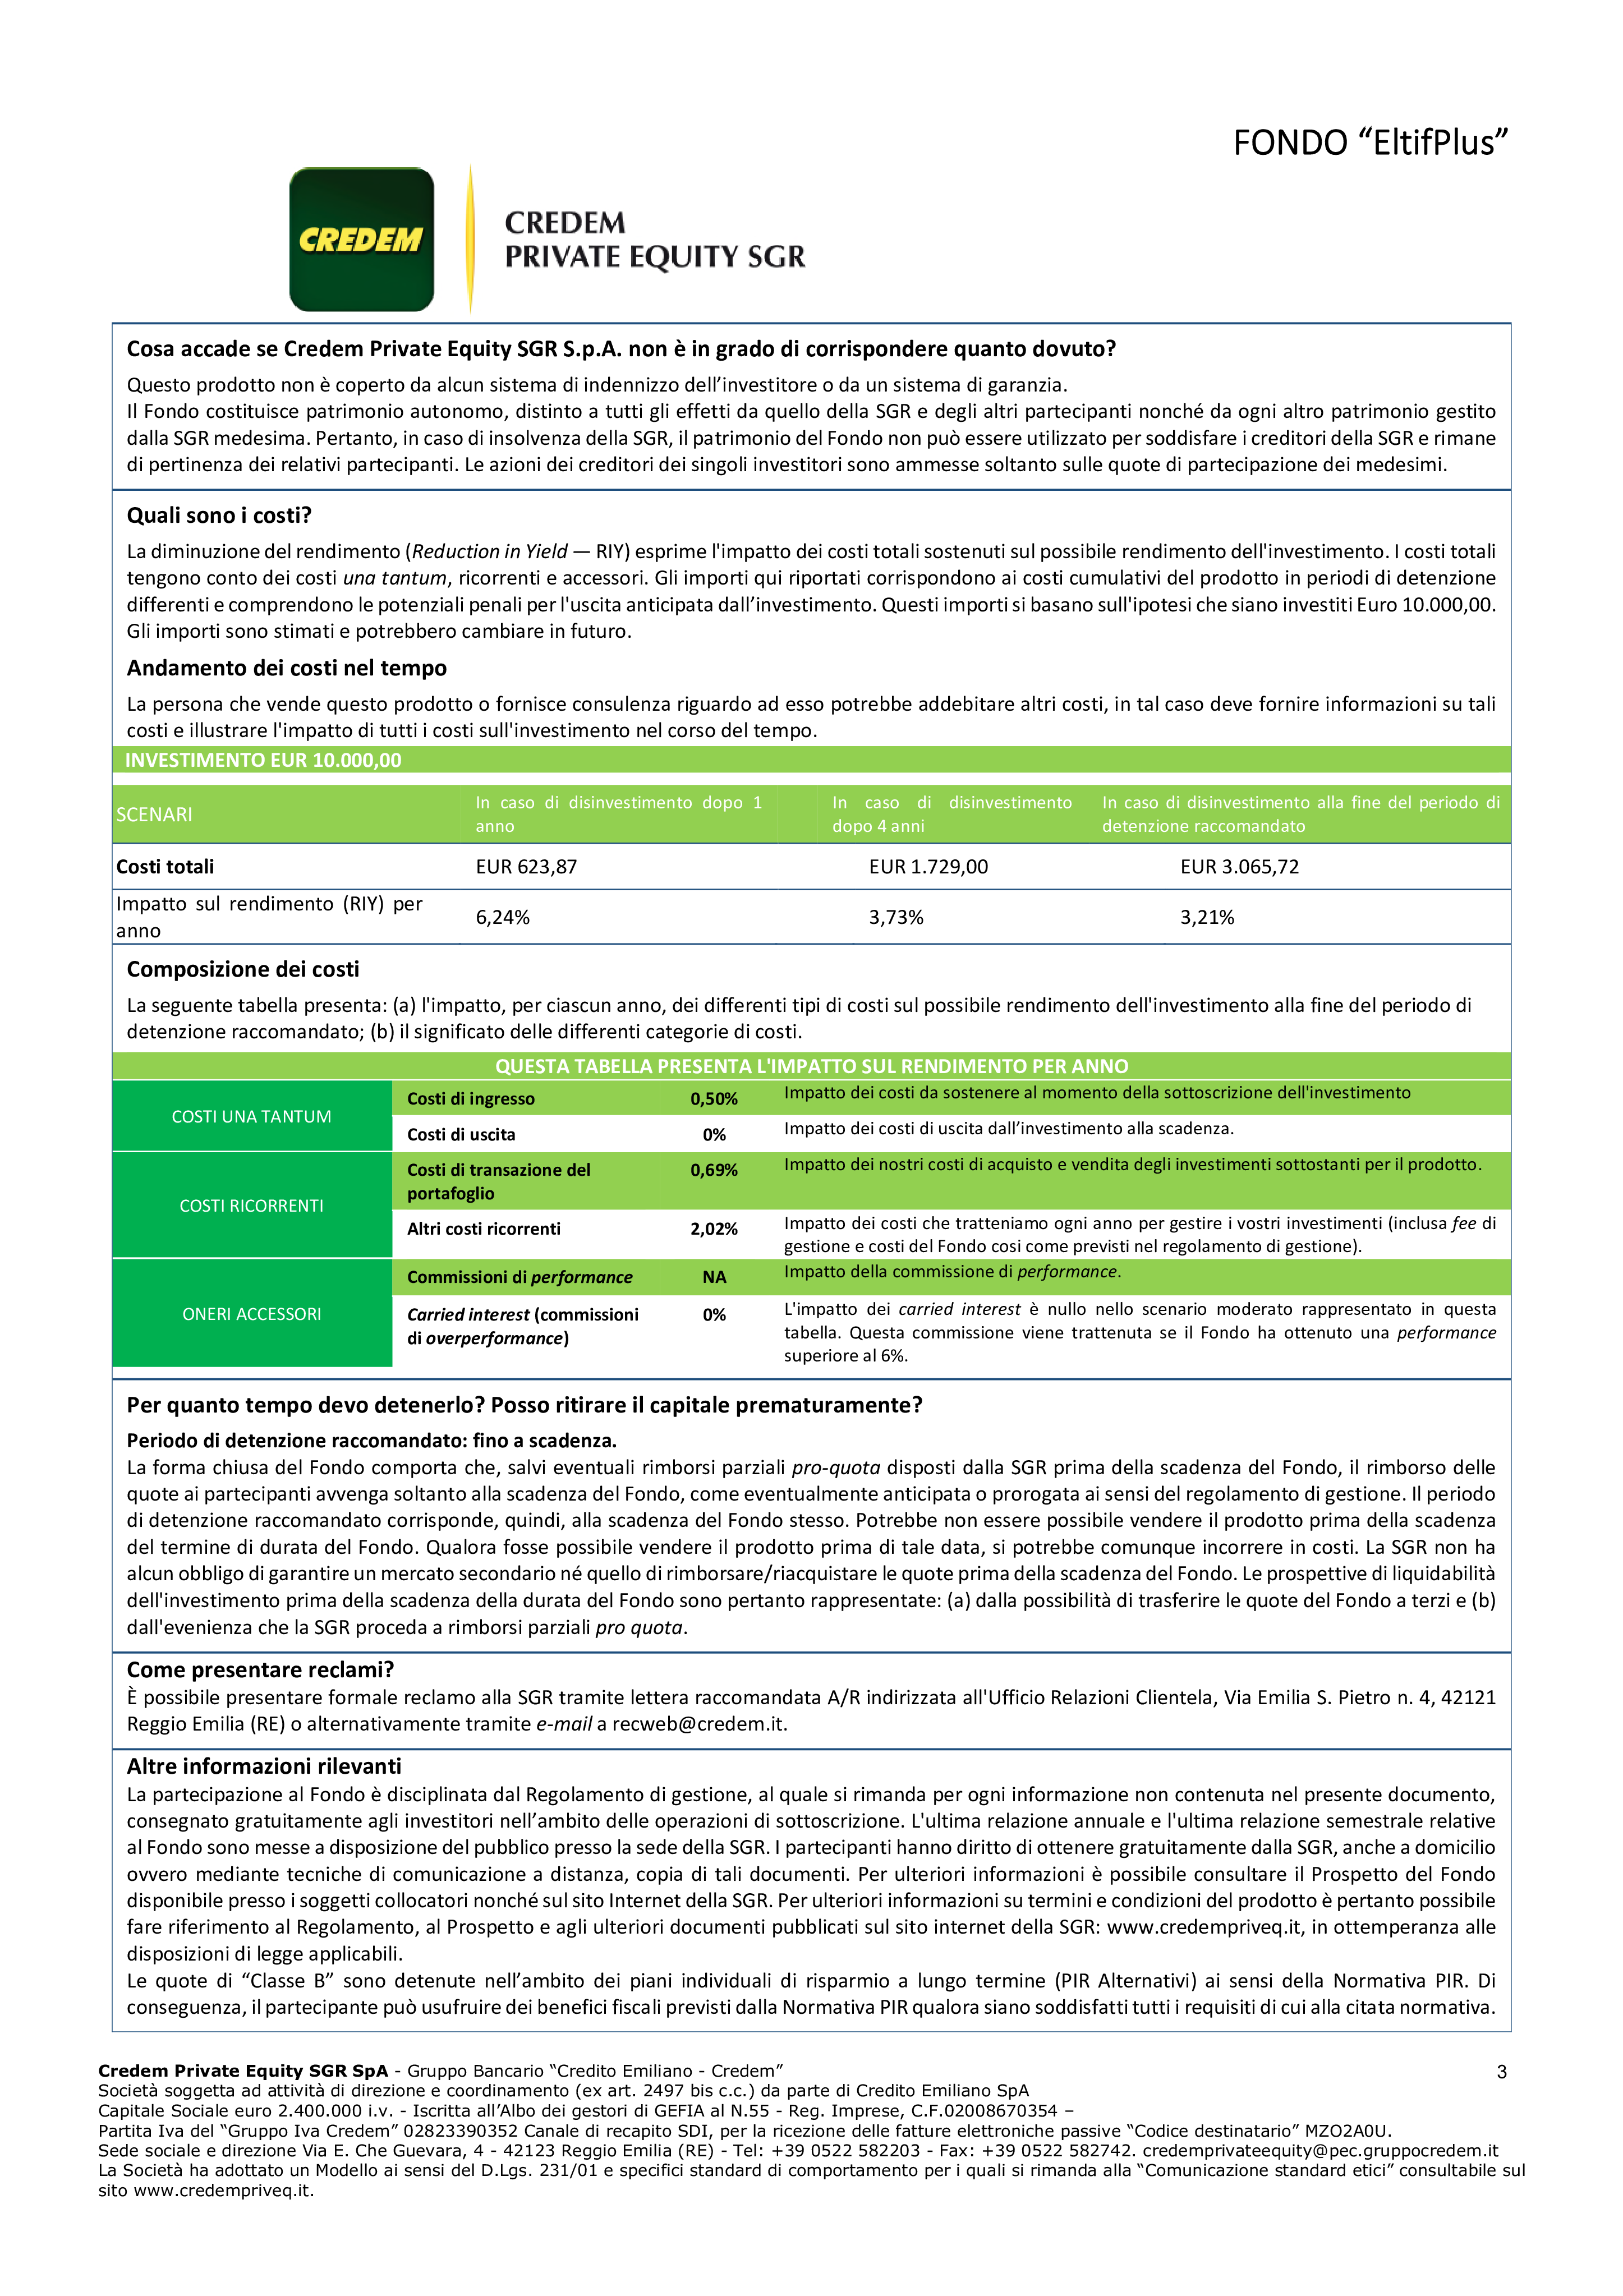 FONDO “EltifPlus”
CREDEM
CREDEM
PRIVATE EQUITY SGR
Cosa accade se Credem Private Equity SGR S.p.A. non è in grado di corrispondere quanto dovuto?
Questo prodotto non è coperto da alcun sistema di indennizzo dell’investitore o da un sistema di garanzia.
Il Fondo costituisce patrimonio autonomo, distinto a tutti gli effetti da quello della SGR e degli altri partecipanti nonché da ogni altro patrimonio gestito
dalla SGR medesima. Pertanto, in caso di insolvenza della SGR, il patrimonio del Fondo non può essere utilizzato per soddisfare i creditori della SGR e rimane
di pertinenza dei relativi partecipanti. Le azioni dei creditori dei singoli investitori sono ammesse soltanto sulle quote di partecipazione dei medesimi.
Quali sono i costi?
La diminuzione del rendimento (Reduction in Yield — RIY) esprime l'impatto dei costi totali sostenuti sul possibile rendimento dell'investimento. I costi totali
tengono conto dei costi una tantum, ricorrenti e accessori. Gli importi qui riportati corrispondono ai costi cumulativi del prodotto in periodi di detenzione
differenti e comprendono le potenziali penali per l'uscita anticipata dall’investimento. Questi importi si basano sull'ipotesi che siano investiti Euro 10.000,00.
Gli importi sono stimati e potrebbero cambiare in futuro.
Andamento dei costi nel tempo
La persona che vende questo prodotto o fornisce consulenza riguardo ad esso potrebbe addebitare altri costi, in tal caso deve fornire informazioni su tali
costi e illustrare l'impatto di tutti i costi sull'investimento nel corso del tempo.
INVESTIMENTO EUR 10.000,00
SCENARI
In caso di disinvestimento dopo 1
anno
In caso di disinvestimento
dopo 4 anni
In caso di disinvestimento alla fine del periodo di
detenzione raccomandato
Costi totali
EUR 623,87
EUR 1.729,00
EUR 3.065,72
Impatto sul rendimento (RIY) per
anno
6,24%
3,73%
3,21%
Composizione dei costi
La seguente tabella presenta: (a) l'impatto, per ciascun anno, dei differenti tipi di costi sul possibile rendimento dell'investimento alla fine del periodo di
detenzione raccomandato; (b) il significato delle differenti categorie di costi.
QUESTA TABELLA PRESENTA L'IMPATTO SUL RENDIMENTO PER ANNO
COSTI UNA TANTUM
Costi di ingresso
0,50%
Impatto dei costi da sostenere al momento della sottoscrizione dell'investimento
Costi di uscita
0%
Impatto dei costi di uscita dall’investimento alla scadenza.
COSTI RICORRENTI
Costi di transazione del
portafoglio
0,69%
Impatto dei nostri costi di acquisto e vendita degli investimenti sottostanti per il prodotto.
Altri costi ricorrenti
2,02%
Impatto dei costi che tratteniamo ogni anno per gestire i vostri investimenti (inclusa fee di
gestione e costi del Fondo cosi come previsti nel regolamento di gestione).
ONERI ACCESSORI
Commissioni di performance
NA
Impatto della commissione di performance.
Carried interest (commissioni
di overperformance)
0%
L'impatto dei carried interest è nullo nello scenario moderato rappresentato in questa
tabella. Questa commissione viene trattenuta se il Fondo ha ottenuto una performance
superiore al 6%.
Per quanto tempo devo detenerlo? Posso ritirare il capitale prematuramente?
Periodo di detenzione raccomandato: fino a scadenza.
La forma chiusa del Fondo comporta che, salvi eventuali rimborsi parziali pro-quota disposti dalla SGR prima della scadenza del Fondo, il rimborso delle
quote ai partecipanti avvenga soltanto alla scadenza del Fondo, come eventualmente anticipata o prorogata ai sensi del regolamento di gestione. Il periodo
di detenzione raccomandato corrisponde, quindi, alla scadenza del Fondo stesso. Potrebbe non essere possibile vendere il prodotto prima della scadenza
del termine di durata del Fondo. Qualora fosse possibile vendere il prodotto prima di tale data, si potrebbe comunque incorrere in costi. La SGR non ha
alcun obbligo di garantire un mercato secondario né quello di rimborsare/riacquistare le quote prima della scadenza del Fondo. Le prospettive di liquidabilità
dell'investimento prima della scadenza della durata del Fondo sono pertanto rappresentate: (a) dalla possibilità di trasferire le quote del Fondo a terzi e (b)
dall'evenienza che la SGR proceda a rimborsi parziali pro quota.
Come presentare reclami?
È possibile presentare formale reclamo alla SGR tramite lettera raccomandata A/R indirizzata all'Ufficio Relazioni Clientela, Via Emilia S. Pietro n. 4, 42121
Reggio Emilia (RE) o alternativamente tramite e-mail a recweb@credem.it.
Altre informazioni rilevanti
La partecipazione al Fondo è disciplinata dal Regolamento di gestione, al quale si rimanda per ogni informazione non contenuta nel presente documento,
consegnato gratuitamente agli investitori nell’ambito delle operazioni di sottoscrizione. L'ultima relazione annuale e l'ultima relazione semestrale relative
al Fondo sono messe a disposizione del pubblico presso la sede della SGR. I partecipanti hanno diritto di ottenere gratuitamente dalla SGR, anche a domicilio
ovvero mediante tecniche di comunicazione a distanza, copia di tali documenti. Per ulteriori informazioni è possibile consultare il Prospetto del Fondo
disponibile presso i soggetti collocatori nonché sul sito Internet della SGR. Per ulteriori informazioni su termini e condizioni del prodotto è pertanto possibile
fare riferimento al Regolamento, al Prospetto e agli ulteriori documenti pubblicati sul sito internet della SGR: www.credempriveq.it, in ottemperanza alle
disposizioni di legge applicabili.
Le quote di “Classe B” sono detenute nell’ambito dei piani individuali di risparmio a lungo termine (PIR Alternativi) ai sensi della Normativa PIR. Di
conseguenza, il partecipante può usufruire dei benefici fiscali previsti dalla Normativa PIR qualora siano soddisfatti tutti i requisiti di cui alla citata normativa.
Credem Private Equity SGR SpA - Gruppo Bancario “Credito Emiliano - Credem”
3
Società soggetta ad attività di direzione e coordinamento (ex art. 2497 bis c.c.) da parte di Credito Emiliano SpA
Capitale Sociale euro 2.400.000 i.v. - Iscritta all’Albo dei gestori di GEFIA al N.55 - Reg. Imprese, C.F.02008670354 –
Partita Iva del “Gruppo Iva Credem” 02823390352 Canale di recapito SDI, per la ricezione delle fatture elettroniche passive “Codice destinatario” MZO2A0U.
Sede sociale e direzione Via E. Che Guevara, 4 - 42123 Reggio Emilia (RE) - Tel: +39 0522 582203 - Fax: +39 0522 582742. credemprivateequity@pec.gruppocredem.it
La Società ha adottato un Modello ai sensi del D.Lgs. 231/01 e specifici standard di comportamento per i quali si rimanda alla “Comunicazione standard etici” consultabile sul
sito www.credempriveq.it.